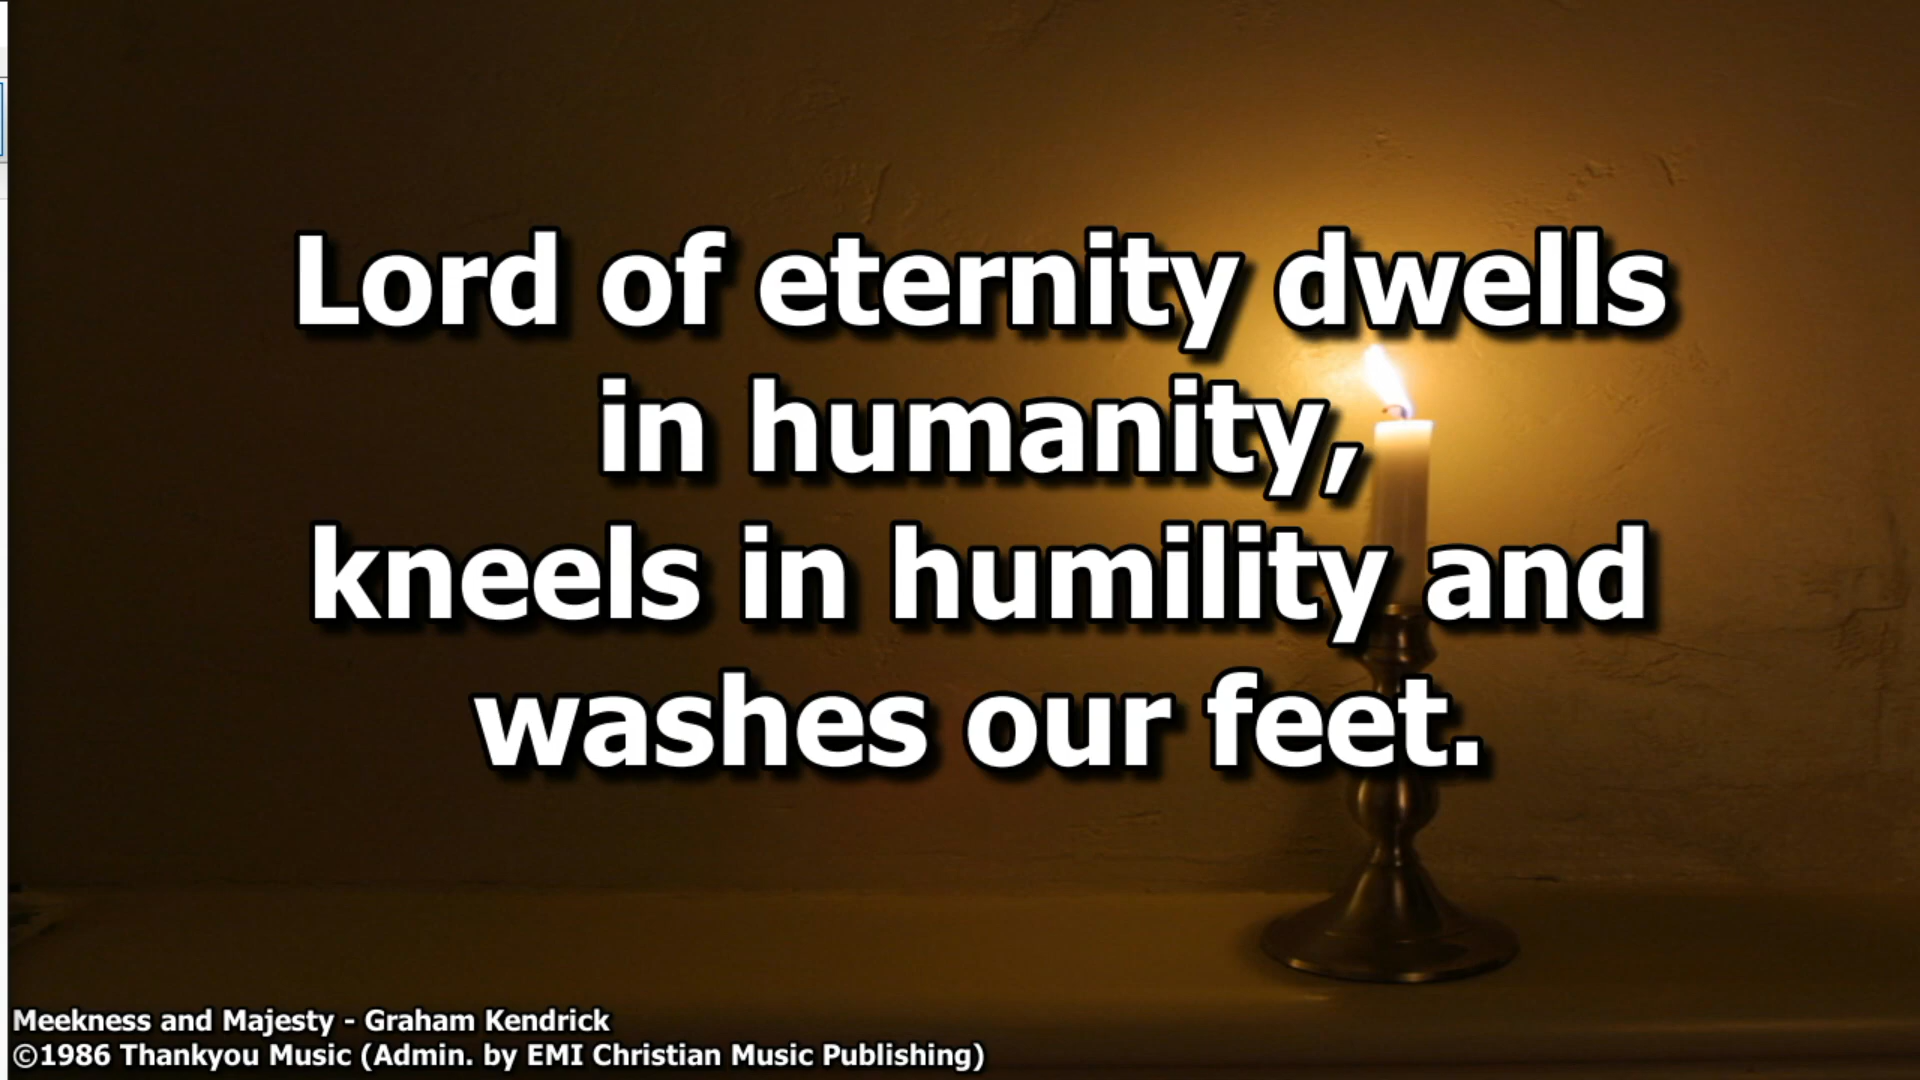 Lord of eternity dwells
in humanity,
kneels in humility and
washes our feet.
Meekness and Majesty - Graham Kendrick
©1986 Thankyou Music (Admin. by EMI Christian Music Publishing)